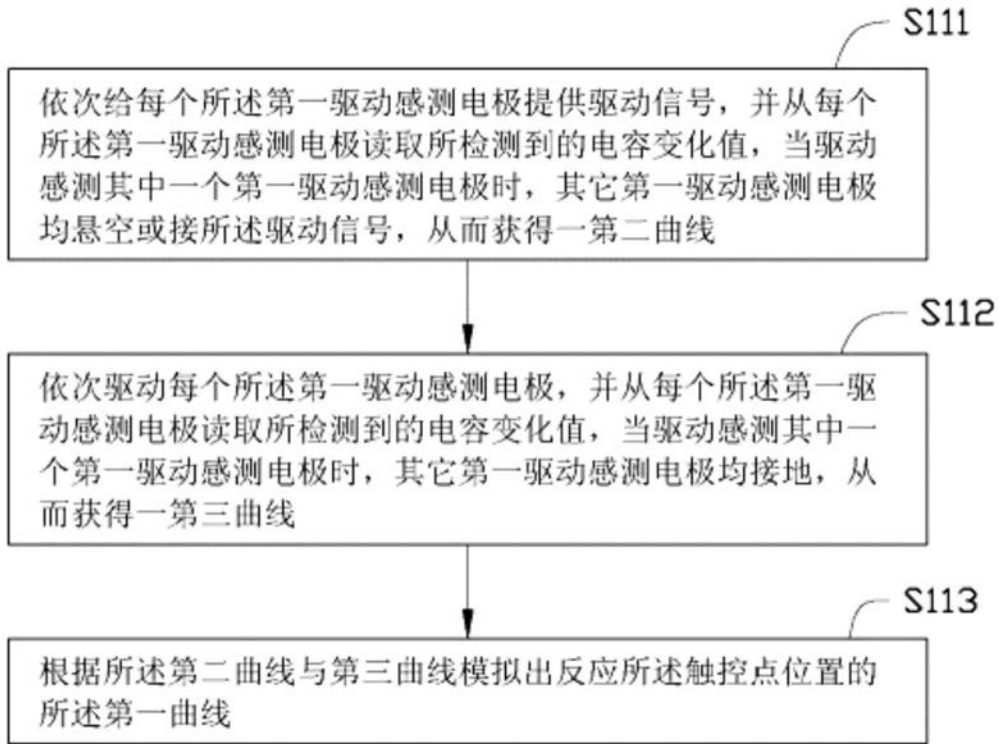 S111
依次给每个所述第一驱动感测电极提供驱动信号，并从每个
所述第一驱动感测电极读取所检测到的电容变化值，当驱动
感测其中一个第一驱动感测电极时，其它第一驱动感测电极
均悬空或接所述驱动信号，从而获得一第二曲线
S112
依次驱动每个所述第一驱动感测电极，并从每个所述第一驱
动感测电极读取所检测到的电容变化值，当驱动感测其中一
个第一驱动感测电极时，其它第一驱动感测电极均接地，从
而获得一第三曲线
S113
根据所述第二曲线与第三曲线模拟出反应所述触控点位置的
所述第一曲线